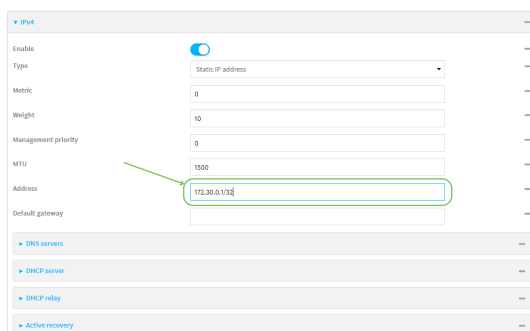 ▾ IPv4
Enable
Type Static IP address
Metric 0
Weight 10
Management priority 0
MTU 1500
Address 172.30.0.1/32
Default gateway
▸ DNS servers
▸ DHCP server
▸ DHCP relay
▸ Active recovery